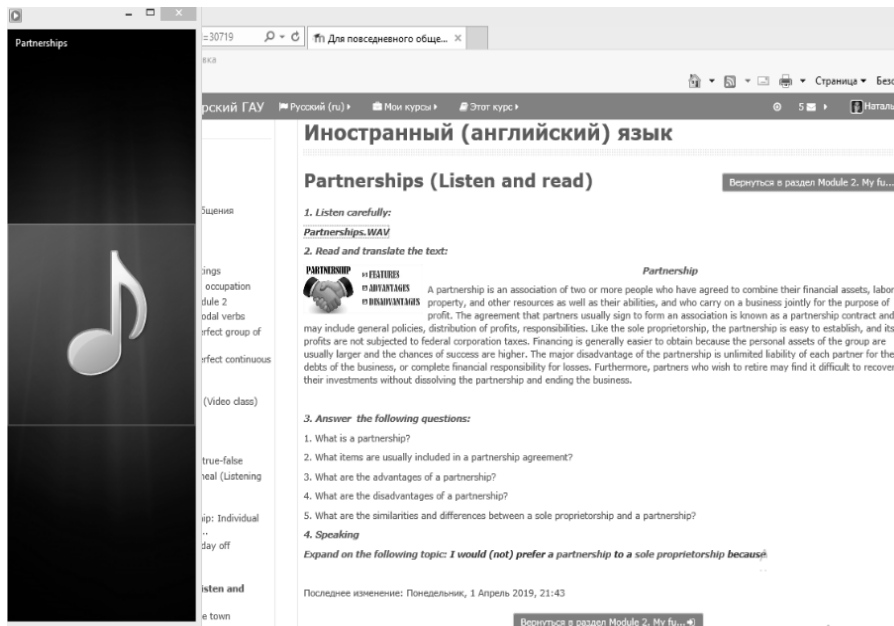 Partnerships
=30719
Для повседневного обще...
вка
Страница
Безо
рский ГАУ
Русский (ru)
Мои курсы
Этот курс
5
Наталь
Иностранный (английский) язык
Partnerships (Listen and read)
Вернуться в раздел Module 2. My fu...
1. Listen carefully:
Partnerships.WAV
2. Read and translate the text:
PARTNERSHIP
FEATURES
ADVANTAGES
DISADVANTAGES
Partnership
A partnership is an association of two or more people who have agreed to combine their financial assets, labor
property, and other resources as well as their abilities, and who carry on a business jointly for the purpose of
profit. The agreement that partners usually sign to form an association is known as a partnership contract and
may include general policies, distribution of profits, responsibilities. Like the sole proprietorship, the partnership is easy to establish, and its
profits are not subjected to federal corporation taxes. Financing is generally easier to obtain because the personal assets of the group are
usually larger and the chances of success are higher. The major disadvantage of the partnership is unlimited liability of each partner for the
debts of the business, or complete financial responsibility for losses. Furthermore, partners who wish to retire may find it difficult to recover
their investments without dissolving the partnership and ending the business.
3. Answer the following questions:
1. What is a partnership?
2. What items are usually included in a partnership agreement?
3. What are the advantages of a partnership?
4. What are the disadvantages of a partnership?
5. What are the similarities and differences between a sole proprietorship and a partnership?
4. Speaking
Expand on the following topic: I would (not) prefer a partnership to a sole proprietorship because
Последнее изменение: Понедельник, 1 Апрель 2019, 21:43
Вернуться в раздел Module 2. My fu...
бщения
tings
occupation
dule 2
odal verbs
erfect group of
erfect continuous
(Video class)
true-false
neal (Listening
ip: Individual
..
day off
isten and
e town